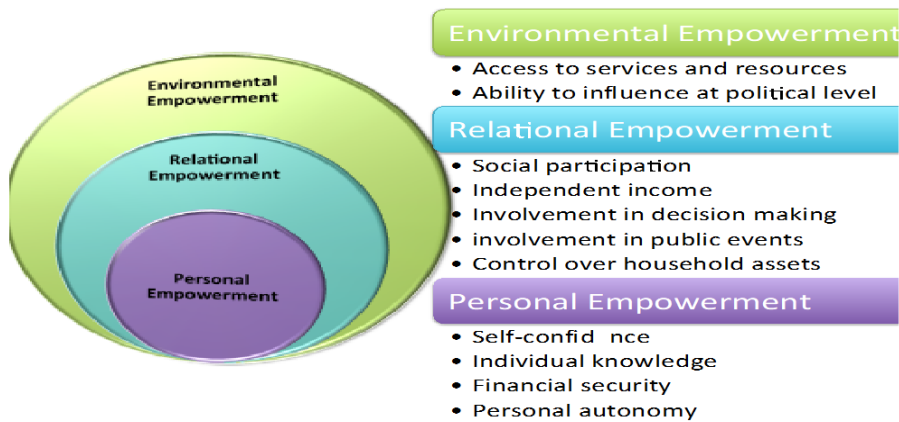 Environmental
Empowerment
Relational
Empowerment
Personal
Empowerment
Environmental Empowerment
• Access to services and resources
• Ability to influence at political level
Relational Empowerment
• Social participation
• Independent income
• Involvement in decision making
• involvement in public events
• Control over household assets
Personal Empowerment
• Self-confid nce
• Individual knowledge
• Financial security
• Personal autonomy